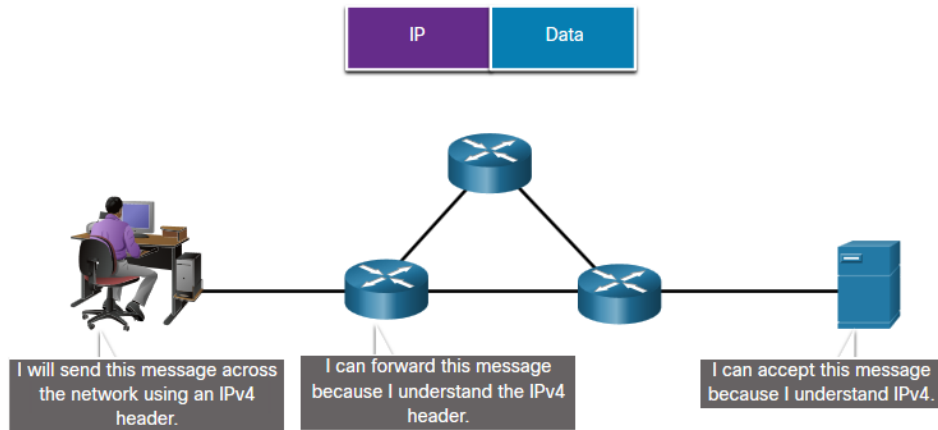 IP
Data
I will send this message across
the network using an IPv4
header.
I can forward this message
because I understand the IPv4
header.
I can accept this message
because I understand IPv4.